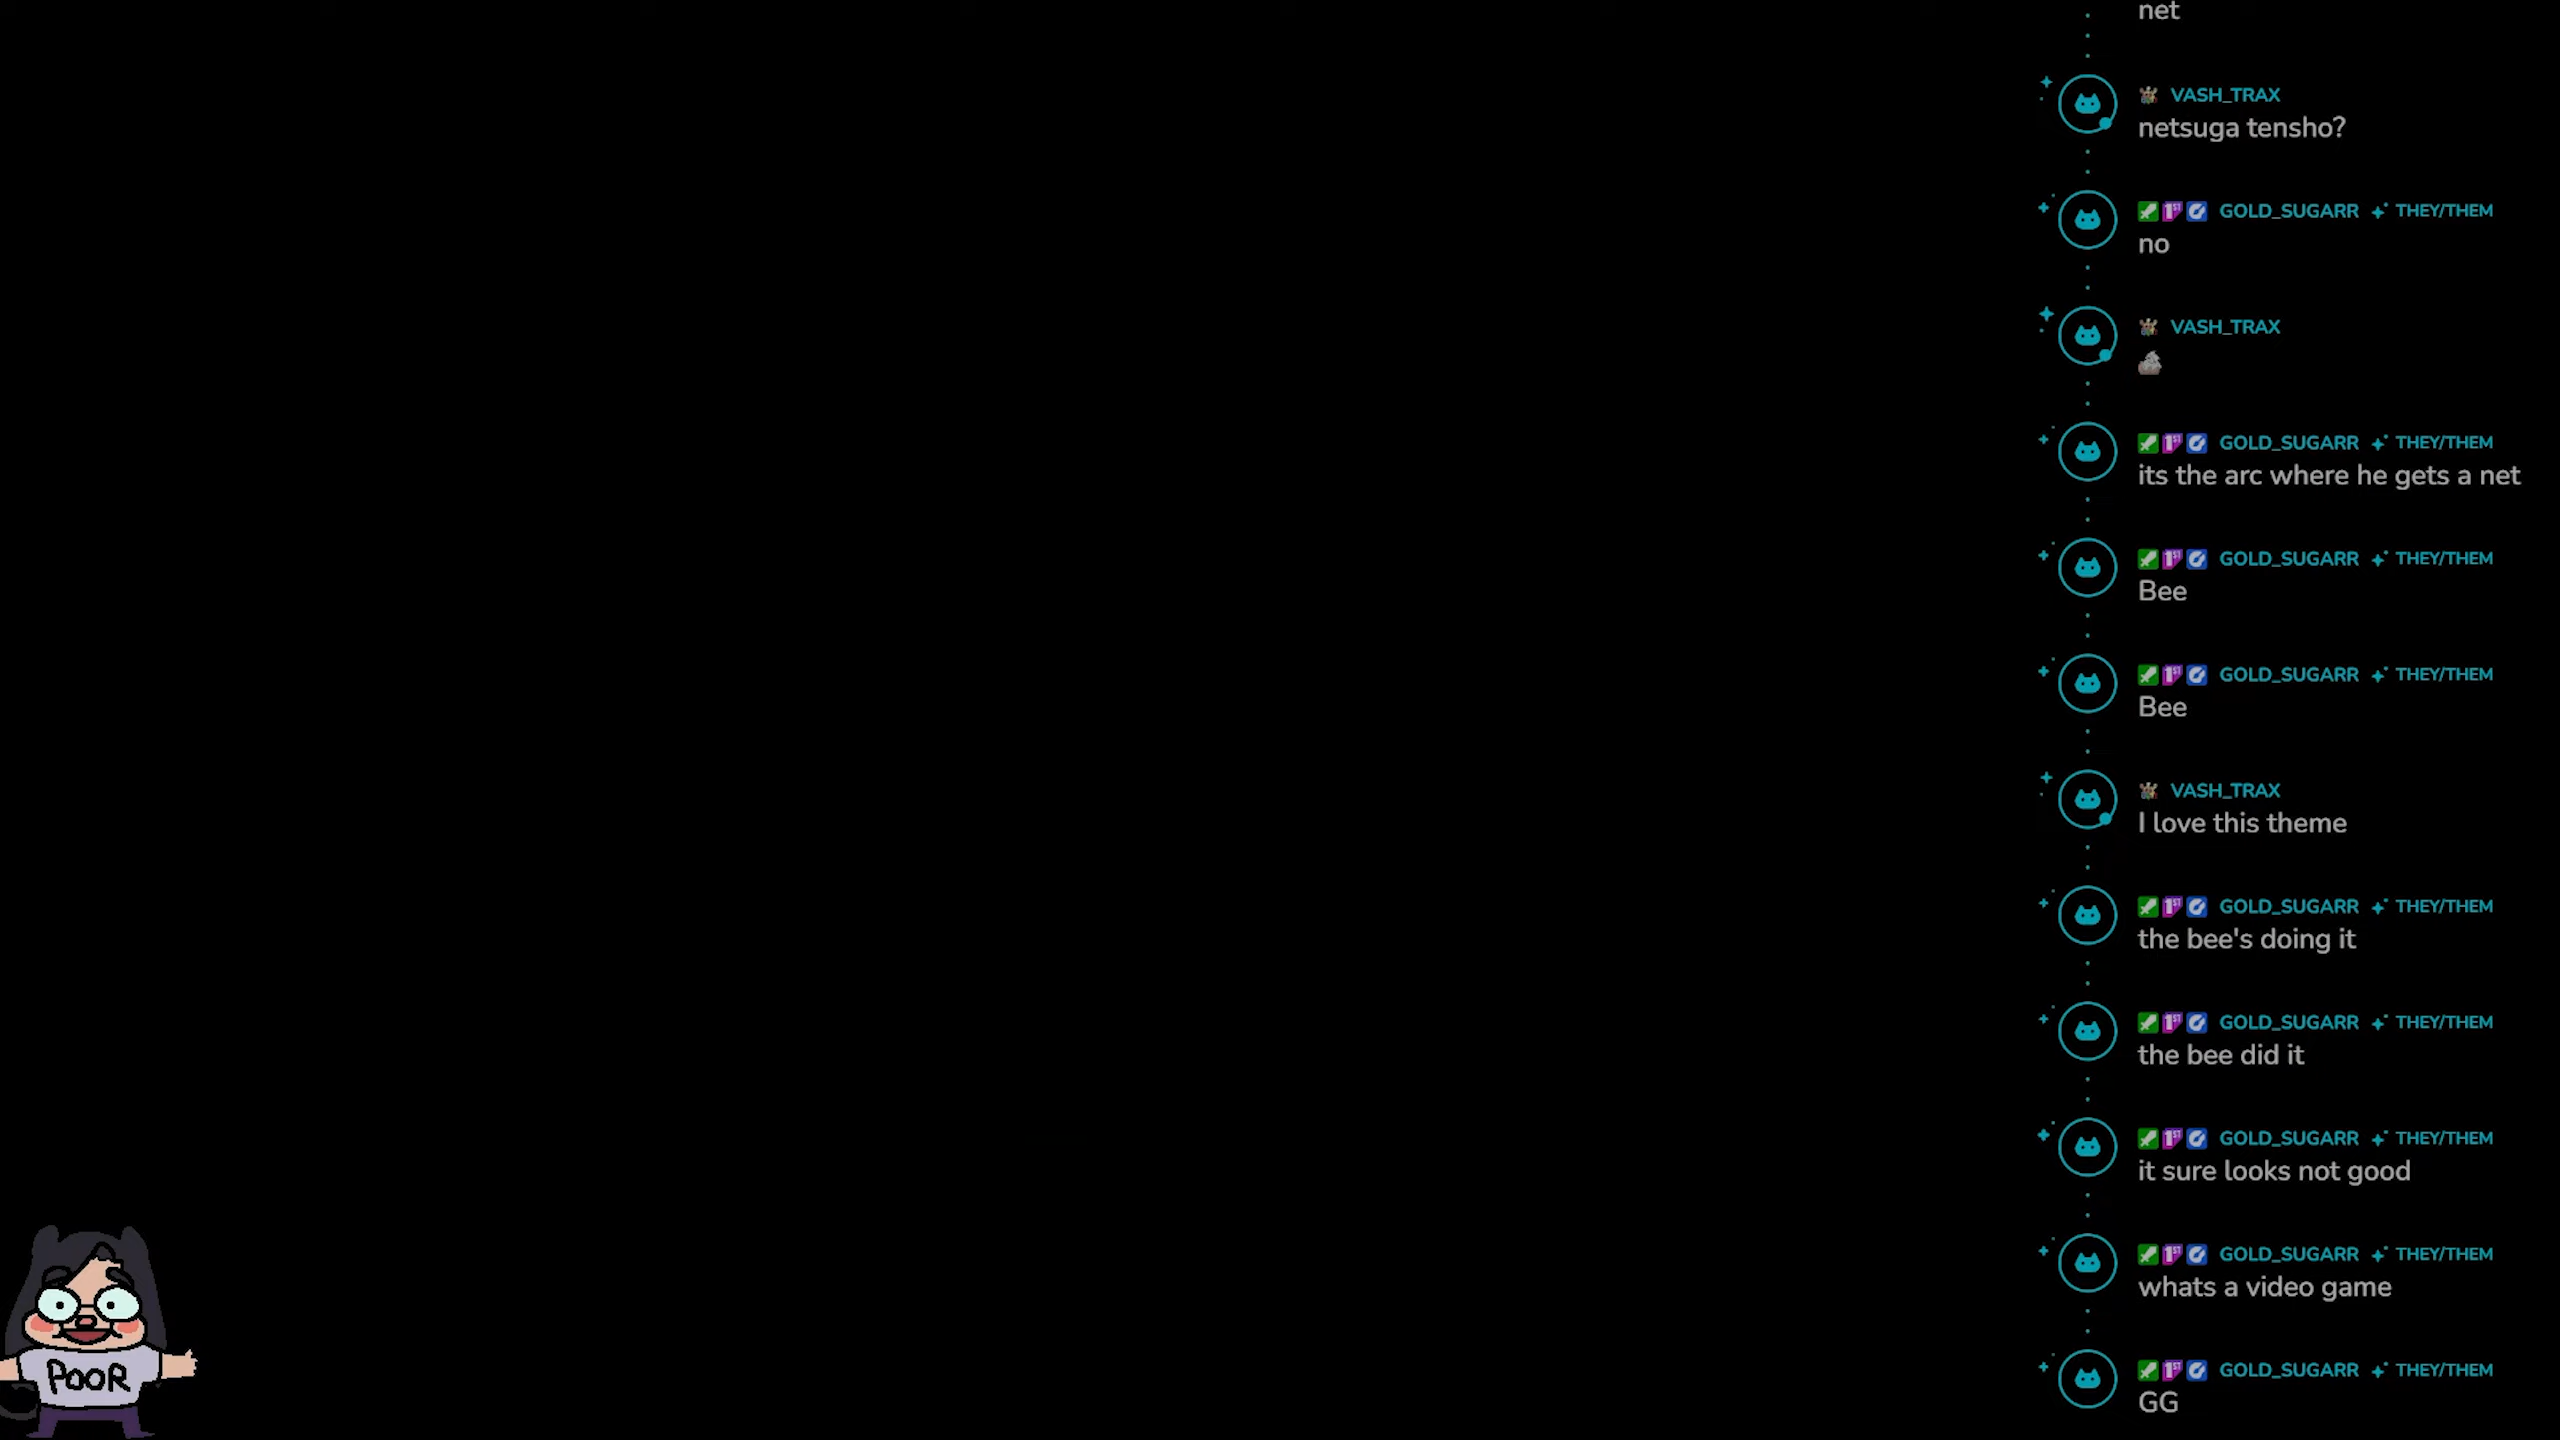 net
VASH_TRAX
netsuga tensho?
GOLD_SUGARR THEY/THEM
no
VASH_TRAX
GOLD_SUGARR THEY/THEM
its the arc where he gets a net
GOLD_SUGARR THEY/THEM
Bee
GOLD_SUGARR THEY/THEM
Bee
VASH_TRAX
I love this theme
GOLD_SUGARR THEY/THEM
the bee's doing it
GOLD_SUGARR THEY/THEM
the bee did it
GOLD_SUGARR THEY/THEM
it sure looks not good
GOLD_SUGARR THEY/THEM
whats a video game
GOLD_SUGARR THEY/THEM
GG
POOR